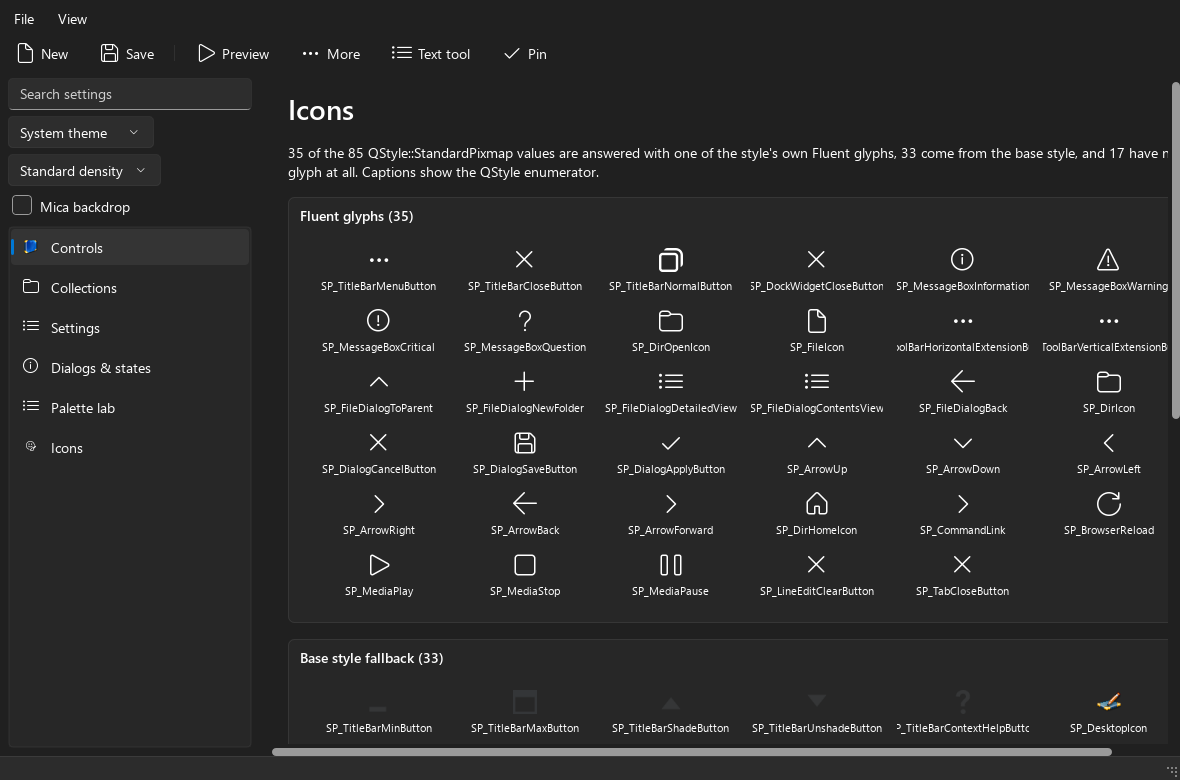 File View
New Save Preview More Text tool Pin
Search settings
System theme
Standard density
Mica backdrop
Controls
Collections
Settings
Dialogs & states
Palette lab
Icons
Icons
35 of the 85 QStyle::StandardPixmap values are answered with one of the style's own Fluent glyphs, 33 come from the base style, and 17 have n
glyph at all. Captions show the QStyle enumerator.
Fluent glyphs (35)
SP_TitleBarMenuButton SP_TitleBarCloseButton SP_TitleBarNormalButton SP_DockWidgetCloseButton SP_MessageBoxInformation SP_MessageBoxWarning
SP_MessageBoxCritical SP_MessageBoxQuestion SP_DirOpenIcon SP_FileIcon oolBarHorizontalExtensionB ToolBarVerticalExtensionB
SP_FileDialogToParent SP_FileDialogNewFolder SP_FileDialogDetailedView SP_FileDialogContentsView SP_FileDialogBack SP_DirIcon
SP_DialogCancelButton SP_DialogSaveButton SP_DialogApplyButton SP_ArrowUp SP_ArrowDown SP_ArrowLeft
SP_ArrowRight SP_ArrowBack SP_ArrowForward SP_DirHomeIcon SP_CommandLink SP_BrowserReload
SP_MediaPlay SP_MediaStop SP_MediaPause SP_LineEditClearButton SP_TabCloseButton
Base style fallback (33)
SP_TitleBarMinButton SP_TitleBarMaxButton SP_TitleBarShadeButton SP_TitleBarUnshadeButton SP_TitleBarContextHelpButto SP_DesktopIcon